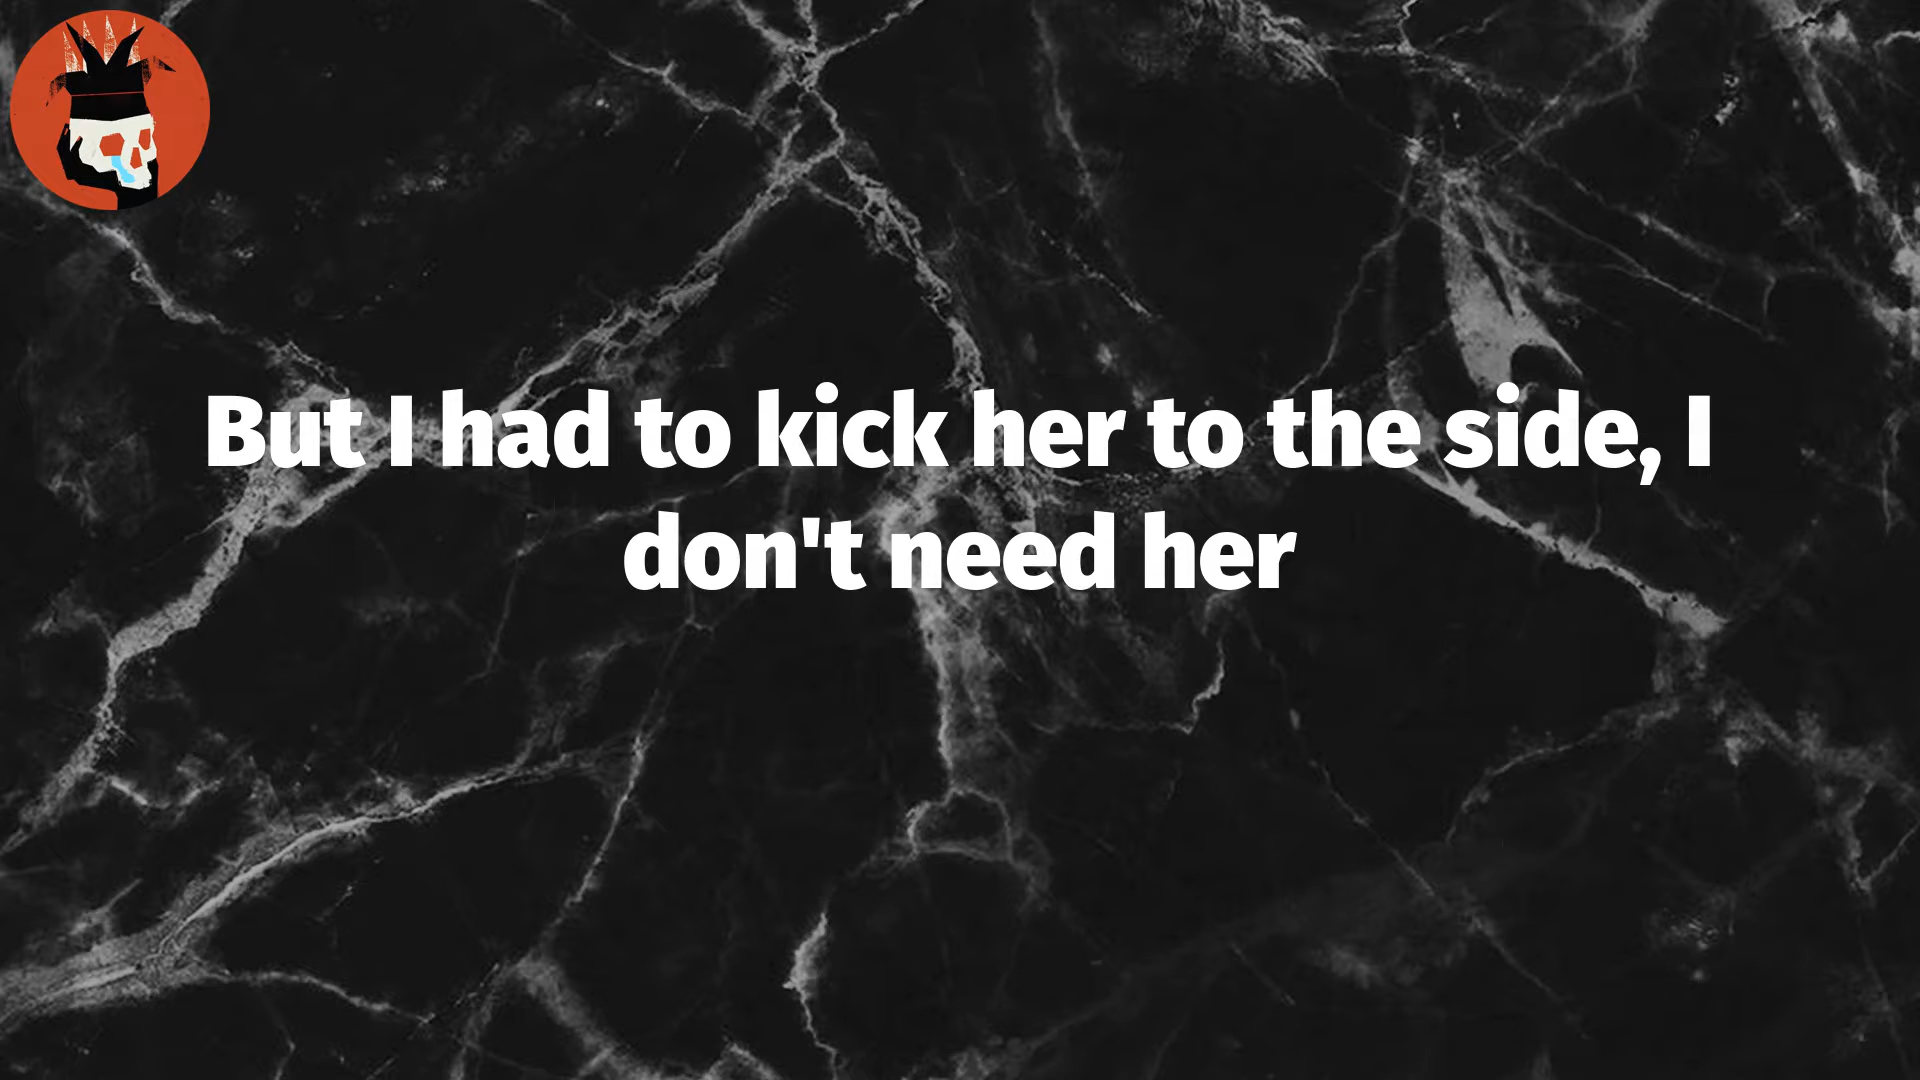 But I had to kick her to the side, I
don't need her